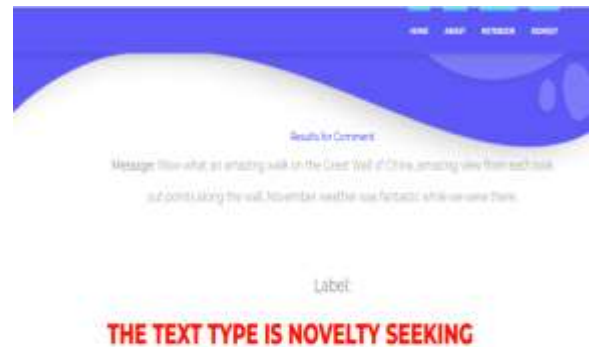 HOME ABOUT NOTEBOOK
Results for Comment
Message: Wow what an amazing walk on the Great Wall of China, amazing view from each look
out points along the wall, November weather was fantastic while we were there.
Label:
THE TEXT TYPE IS NOVELTY SEEKING